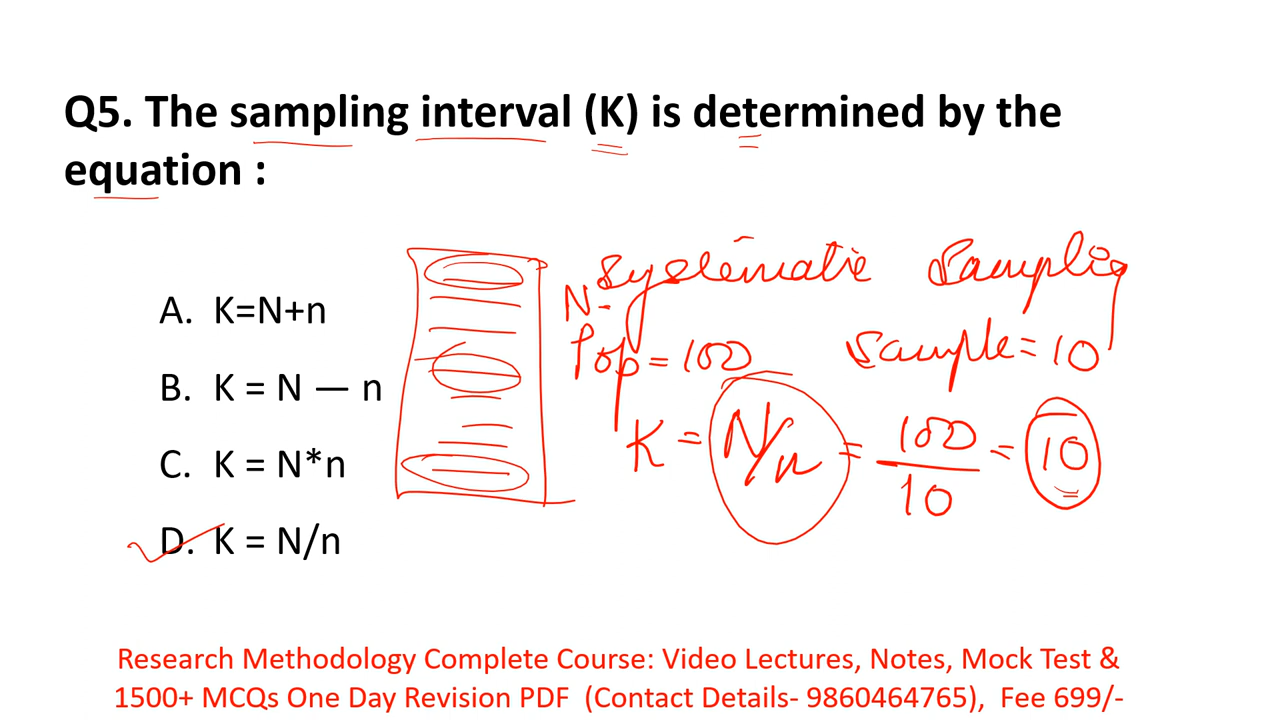 Q5. The sampling interval (K) is determined by the
equation :
Systematic Sampling
A. K=N+n
N-
Pop = 100 Sample = 10
B. K = N — n
K = N/n = 100/10 = 10
C. K = N*n
D. K = N/n
Research Methodology Complete Course: Video Lectures, Notes, Mock Test &
1500+ MCQs One Day Revision PDF (Contact Details- 9860464765), Fee 699/-